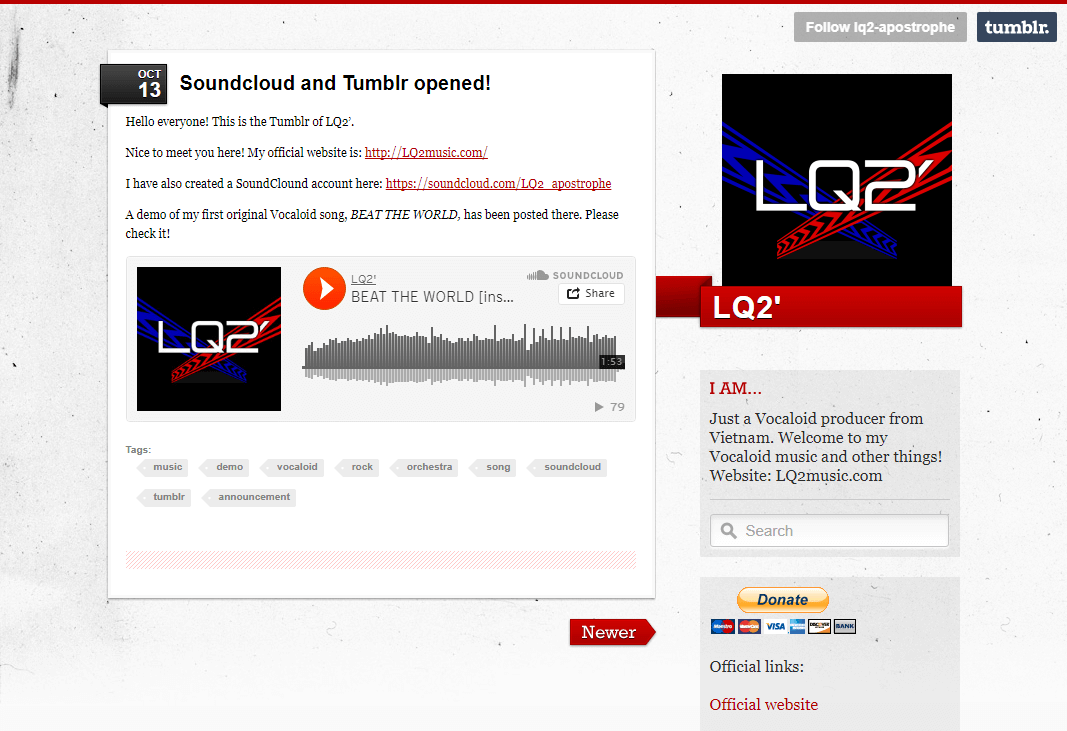 Follow lq2-apostrophe
tumblr.
OCT
13
Soundcloud and Tumblr opened!
Hello everyone! This is the Tumblr of LQ2'.
Nice to meet you here! My official website is: http://LQ2music.com/
I have also created a SoundClound account here: https://soundcloud.com/LQ2_apostrophe
A demo of my first original Vocaloid song, BEAT THE WORLD, has been posted there. Please
check it!
LQ2'
LQ2'
BEAT THE WORLD [ins...
SOUNDCLOUD
Share
1:53
79
Tags:
music demo vocaloid rock orchestra song soundcloud
tumblr announcement
Newer
LQ2'
LQ2'
I AM...
Just a Vocaloid producer from
Vietnam. Welcome to my
Vocaloid music and other things!
Website: LQ2music.com
Search
Donate
Maestro MasterCard VISA DISCOVER BANK
Official links:
Official website